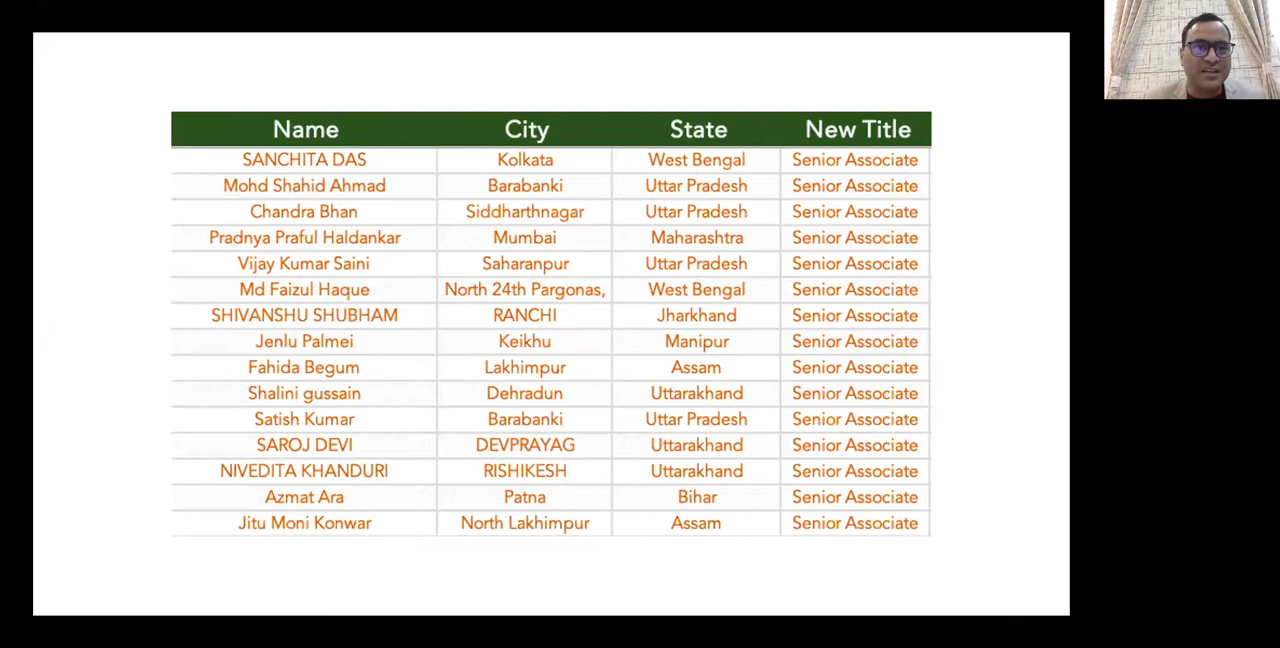 Name City State New Title
SANCHITA DAS Kolkata West Bengal Senior Associate
Mohd Shahid Ahmad Barabanki Uttar Pradesh Senior Associate
Chandra Bhan Siddharthnagar Uttar Pradesh Senior Associate
Pradnya Praful Haldankar Mumbai Maharashtra Senior Associate
Vijay Kumar Saini Saharanpur Uttar Pradesh Senior Associate
Md Faizul Haque North 24th Pargonas, West Bengal Senior Associate
SHIVANSHU SHUBHAM RANCHI Jharkhand Senior Associate
Jenlu Palmei Keikhu Manipur Senior Associate
Fahida Begum Lakhimpur Assam Senior Associate
Shalini gussain Dehradun Uttarakhand Senior Associate
Satish Kumar Barabanki Uttar Pradesh Senior Associate
SAROJ DEVI DEVPRAYAG Uttarakhand Senior Associate
NIVEDITA KHANDURI RISHIKESH Uttarakhand Senior Associate
Azmat Ara Patna Bihar Senior Associate
Jitu Moni Konwar North Lakhimpur Assam Senior Associate